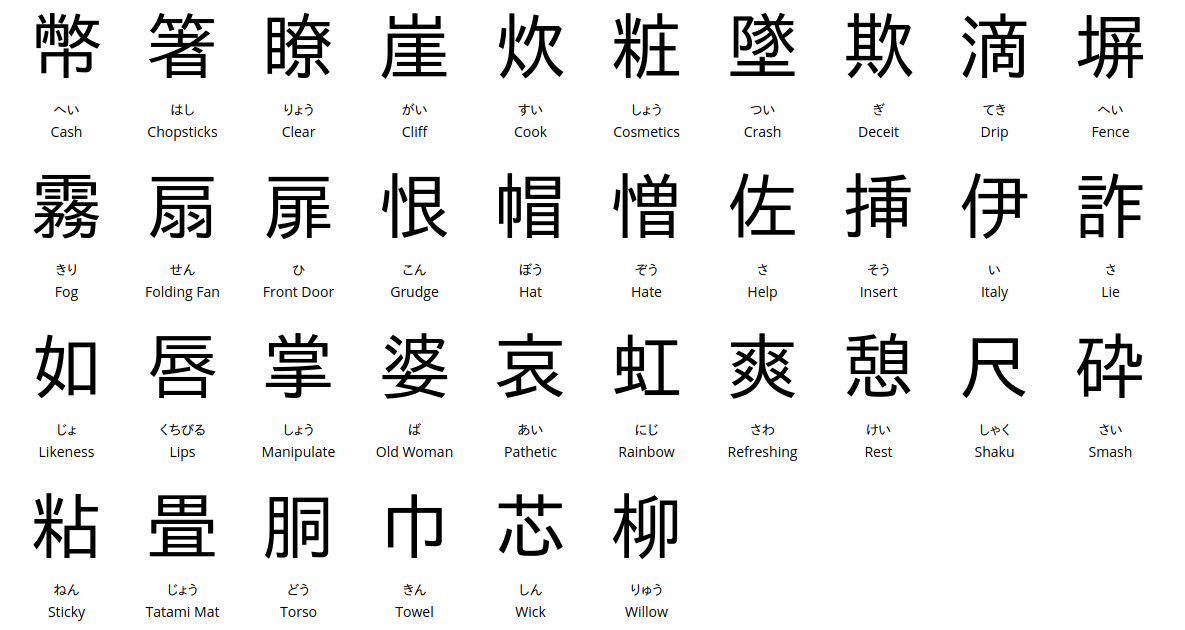 幣 箸 瞭 崖 炊 粧 墜 欺 滴 塀
へい はし りょう がい すい しょう つい ぎ てき へい
Cash Chopsticks Clear Cliff Cook Cosmetics Crash Deceit Drip Fence
霧 扇 扉 恨 帽 憎 佐 挿 伊 詐
きり せん ひ こん ぼう ぞう さ そう い さ
Fog Folding Fan Front Door Grudge Hat Hate Help Insert Italy Lie
如 唇 掌 婆 哀 虹 爽 憩 尺 砕
じょ くちびる しょう ば あい にじ さわ けい しゃく さい
Likeness Lips Manipulate Old Woman Pathetic Rainbow Refreshing Rest Shaku Smash
粘 畳 胴 巾 芯 柳
ねん じょう どう きん しん りゅう
Sticky Tatami Mat Torso Towel Wick Willow